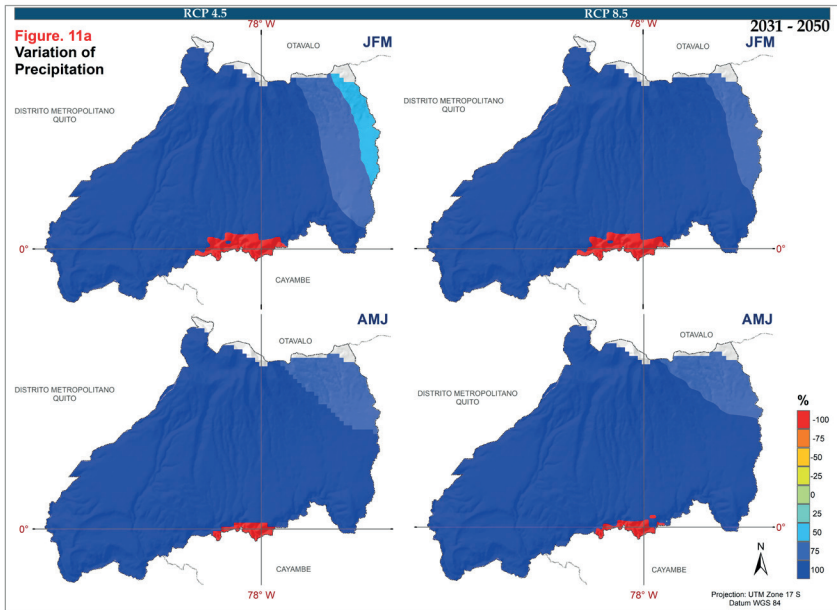 RCP 4.5
RCP 8.5
Figure. 11a
Variation of
Precipitation
2031 - 2050
78° W
78° W
OTAVALO
JFM
DISTRITO METROPOLITANO
QUITO
0°
CAYAMBE
OTAVALO
JFM
DISTRITO METROPOLITANO
QUITO
0°
CAYAMBE
OTAVALO
AMJ
DISTRITO METROPOLITANO
QUITO
0°
CAYAMBE
78° W
OTAVALO
AMJ
DISTRITO METROPOLITANO
QUITO
0°
CAYAMBE
78° W
%
-100
-75
-50
-25
0
25
50
75
100
N
Projection: UTM Zone 17 S
Datum WGS 84